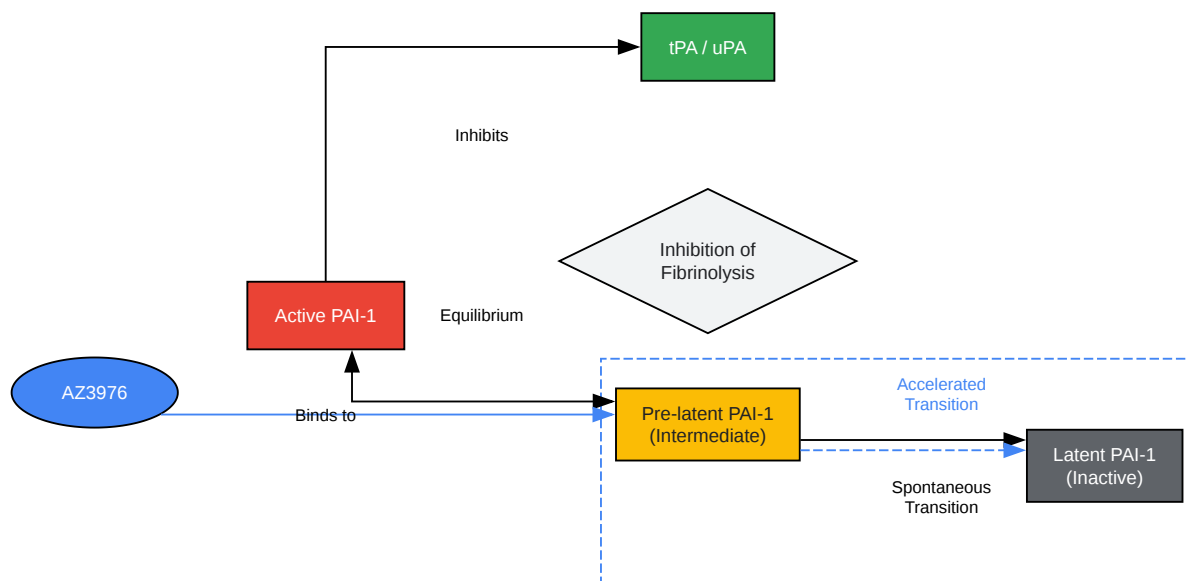 tPA / uPA
Inhibits
Inhibition of
Fibrinolysis
Active PAI-1
Equilibrium
AZ3976
Binds to
Pre-latent PAI-1
(Intermediate)
Accelerated
Transition
Latent PAI-1
(Inactive)
Spontaneous
Transition